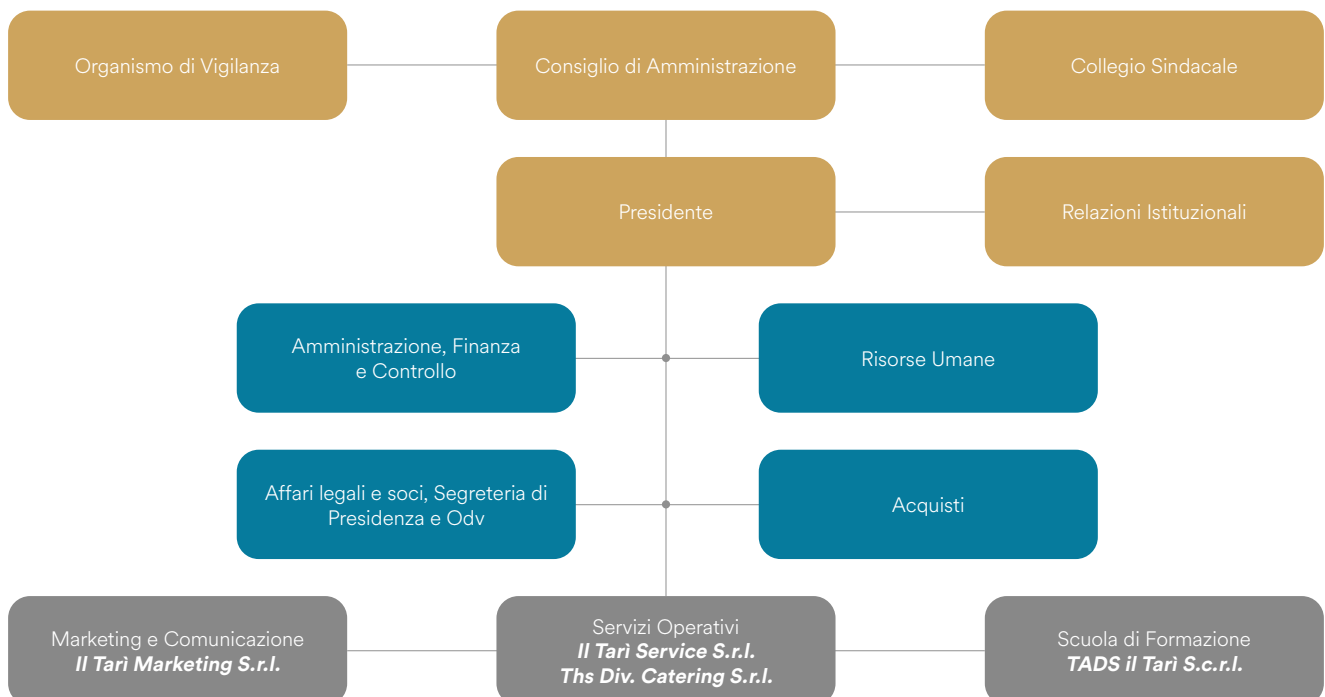 Organismo di Vigilanza
Consiglio di Amministrazione
Collegio Sindacale
Presidente
Relazioni Istituzionali
Amministrazione, Finanza
e Controllo
Risorse Umane
Affari legali e soci, Segreteria di
Presidenza e Odv
Acquisti
Marketing e Comunicazione
Il Tarì Marketing S.r.l.
Servizi Operativi
Il Tarì Service S.r.l.
Ths Div. Catering S.r.l.
Scuola di Formazione
TADS il Tarì S.c.r.l.